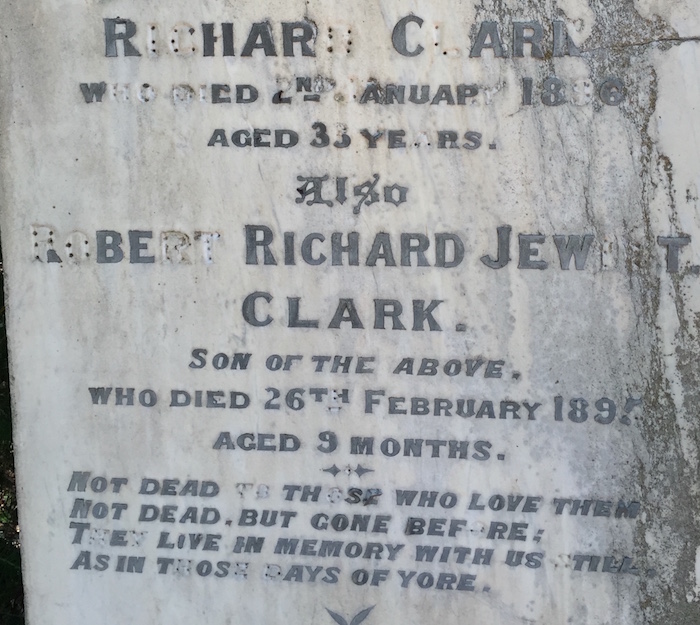 RICHARD CLARK
WHO DIED 2ND JANUARY
AGED YEARS.
Also
ROBERT RICHARD JEWITT
CLARK.
SON OF THE ABOVE.
WHO DIED 26TH FEBRUARY
AGED 9 MONTHS.
NOT DEAD TO THOSE WHO LOVE THEM
NOT DEAD, BUT GONE BEFORE;
THEY LIVE IN MEMORY WITH US STILL,
AS IN THOSE DAYS OF YORE.